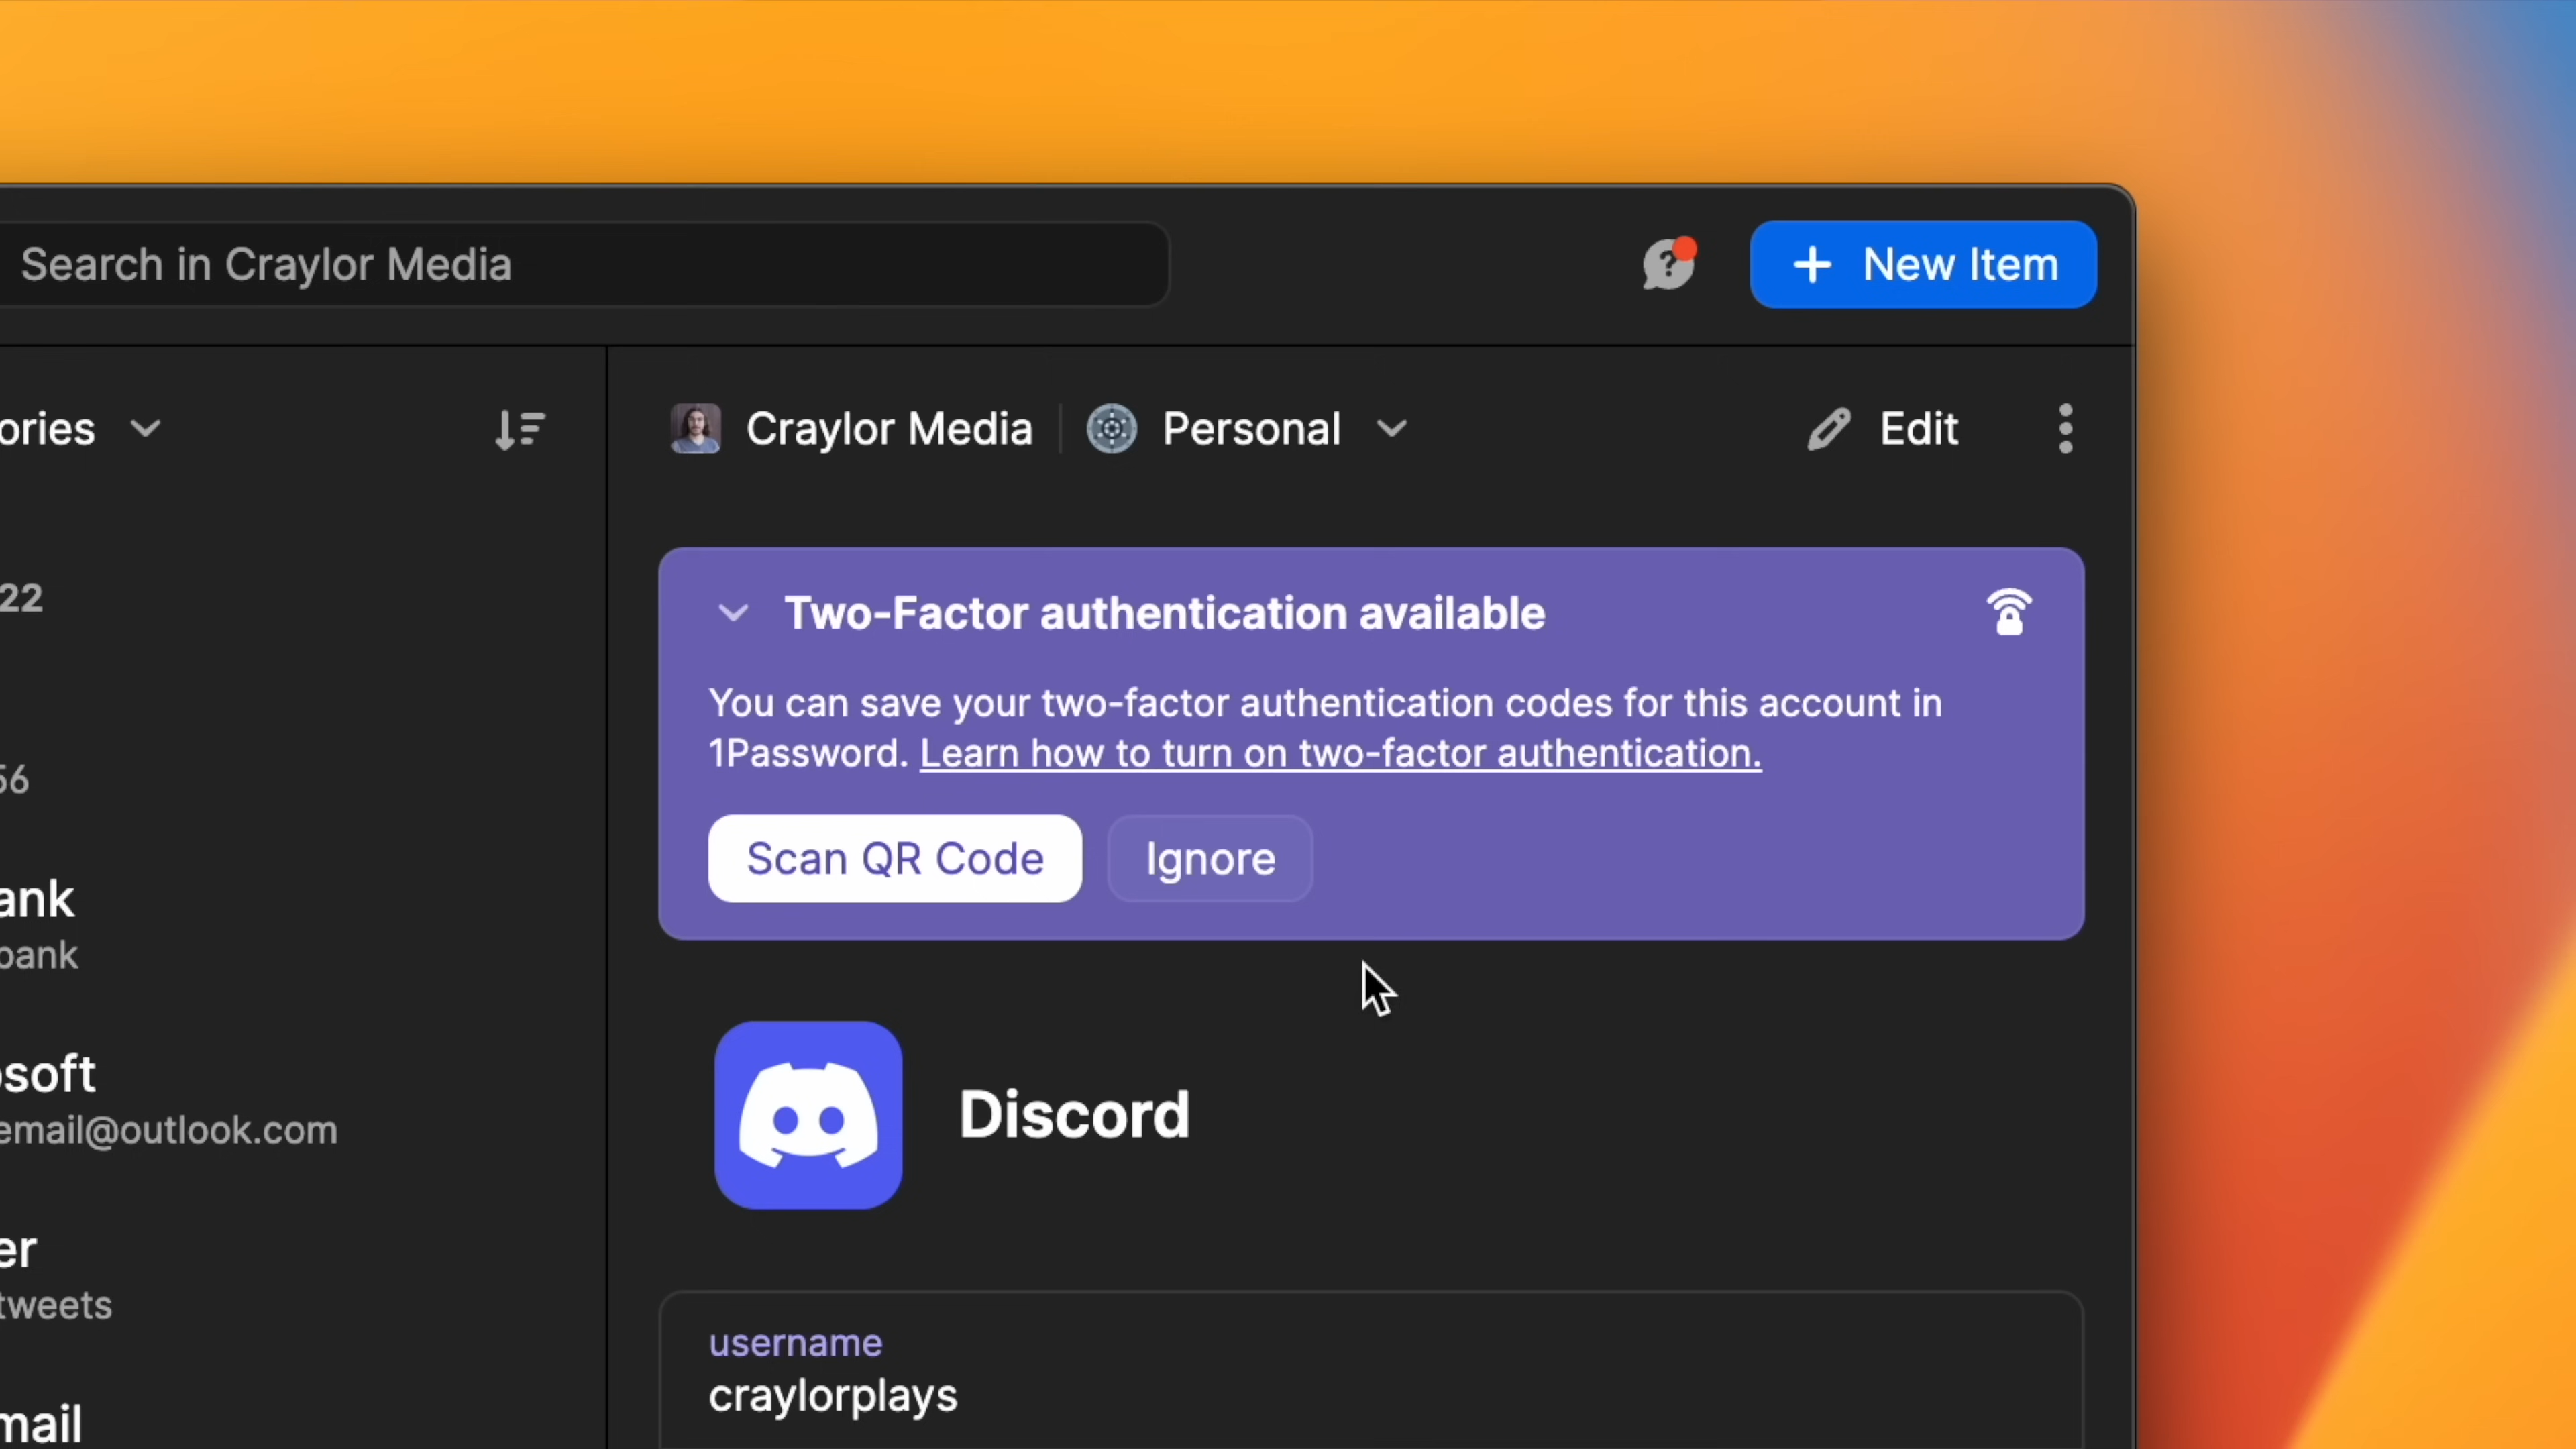 Search in Craylor Media
? + New Item
ories
Craylor Media
Personal
Edit
22
56
ank
bank
osoft
email@outlook.com
er
tweets
mail
Two-Factor authentication available
You can save your two-factor authentication codes for this account in
1Password. Learn how to turn on two-factor authentication.
Scan QR Code
Ignore
Discord
username
craylorplays